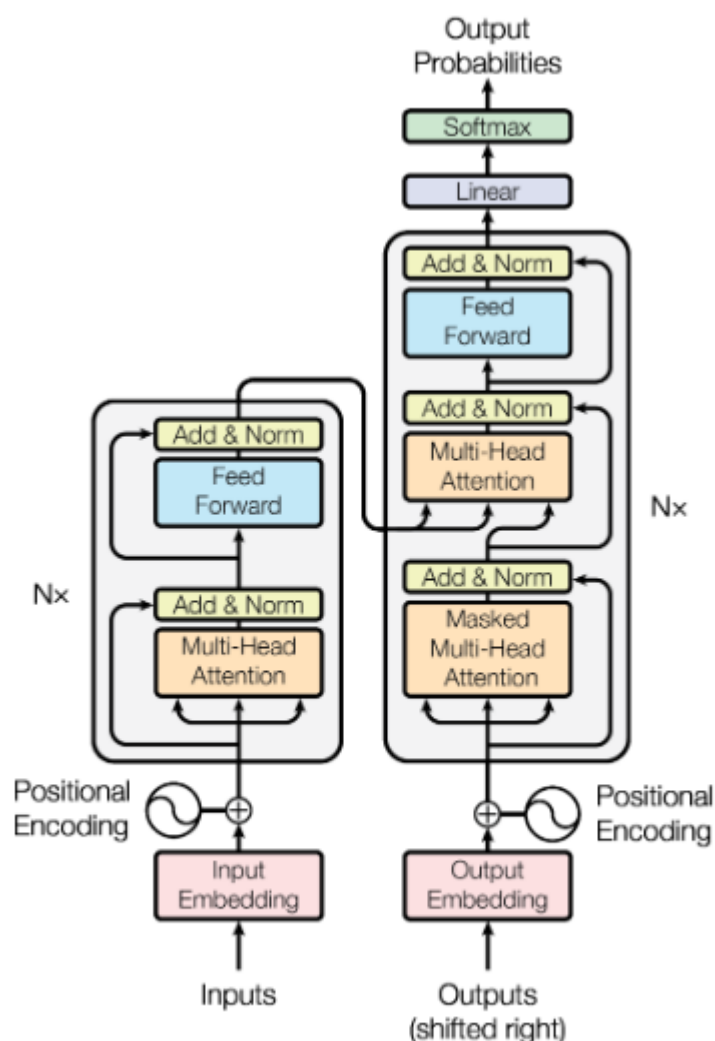 Output
Probabilities
Softmax
Linear
Add & Norm
Feed
Forward
Add & Norm
Multi-Head
Attention
Add & Norm
Masked
Multi-Head
Attention
Nx
Positional
Encoding
Output
Embedding
Outputs
(shifted right)
Add & Norm
Feed
Forward
Add & Norm
Multi-Head
Attention
Nx
Positional
Encoding
Input
Embedding
Inputs